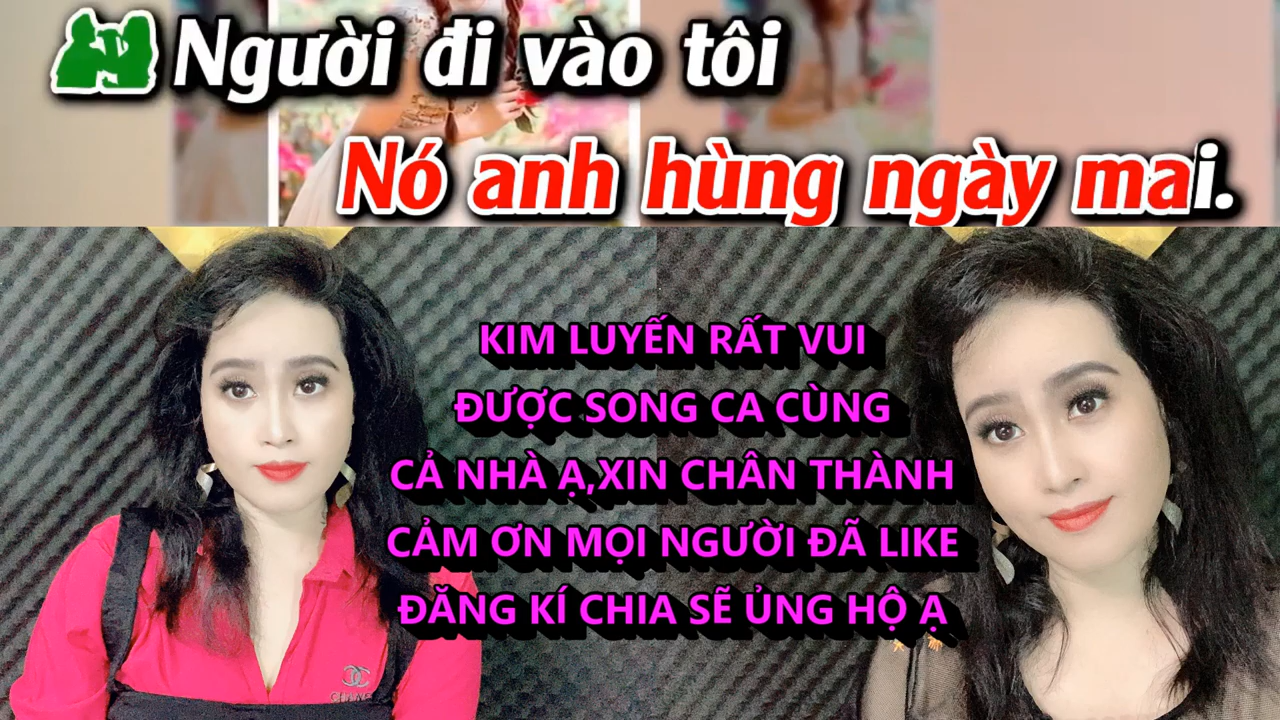 Người đi vào tôi
Nó anh hùng ngày mai.
KIM LUYẾN RẤT VUI
ĐƯỢC SONG CA CÙNG
CẢ NHÀ Ạ,XIN CHÂN THÀNH
CẢM ƠN MỌI NGƯỜI ĐÃ LIKE
ĐĂNG KÍ CHIA SẼ ỦNG HỘ Ạ